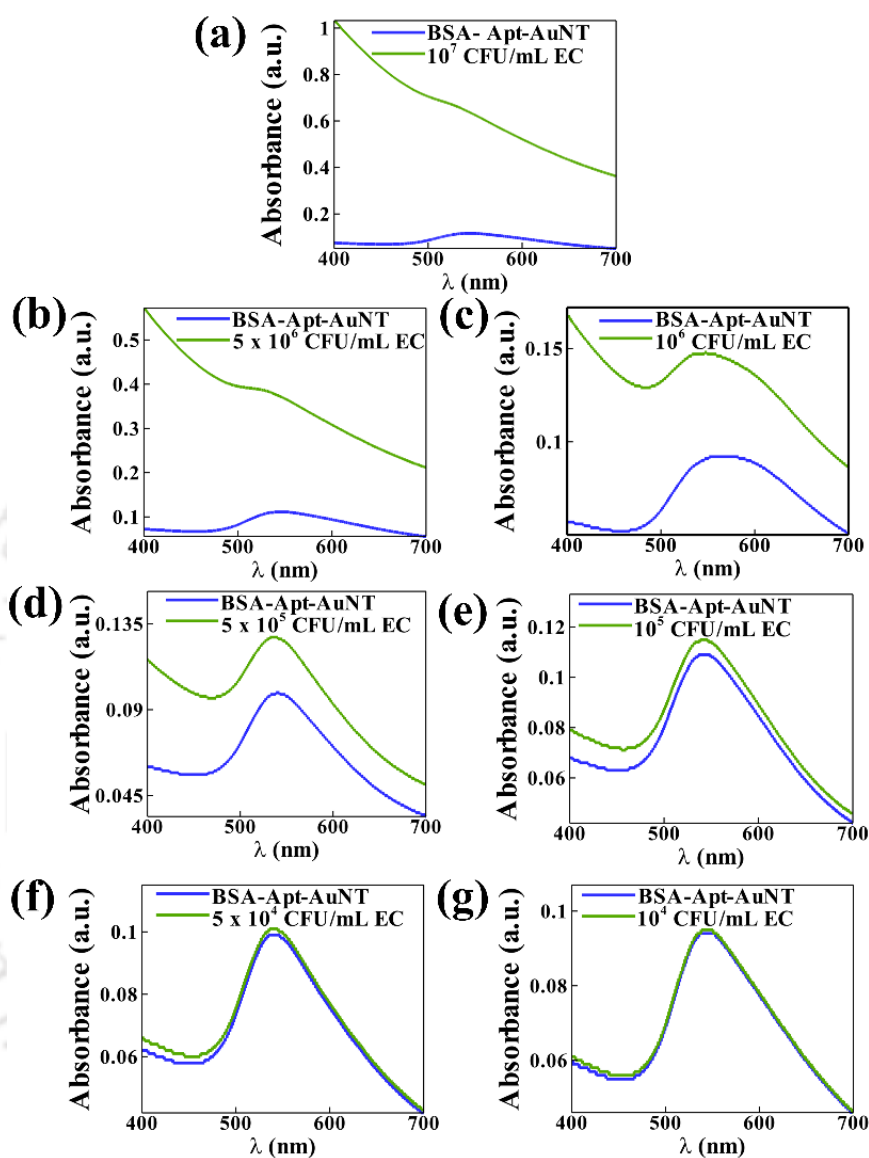 (a)
BSA- Apt-AuNT
10⁷ CFU/mL EC
Absorbance (a.u.)
1
0.8
0.6
0.4
0.2
400 500 600 700
λ (nm)
(b)
BSA-Apt-AuNT
5 x 10⁶ CFU/mL EC
Absorbance (a.u.)
0.5
0.4
0.3
0.2
0.1
400 500 600 700
λ (nm)
(c)
BSA-Apt-AuNT
10⁶ CFU/mL EC
Absorbance (a.u.)
0.15
0.1
400 500 600 700
λ (nm)
(d)
BSA-Apt-AuNT
5 x 10⁵ CFU/mL EC
Absorbance (a.u.)
0.135
0.09
0.045
400 500 600 700
λ (nm)
(e)
BSA-Apt-AuNT
10⁵ CFU/mL EC
Absorbance (a.u.)
0.12
0.1
0.08
0.06
400 500 600 700
λ (nm)
(f)
BSA-Apt-AuNT
5 x 10⁴ CFU/mL EC
Absorbance (a.u.)
0.1
0.08
0.06
400 500 600 700
λ (nm)
(g)
BSA-Apt-AuNT
10⁴ CFU/mL EC
Absorbance (a.u.)
0.1
0.08
0.06
400 500 600 700
λ (nm)